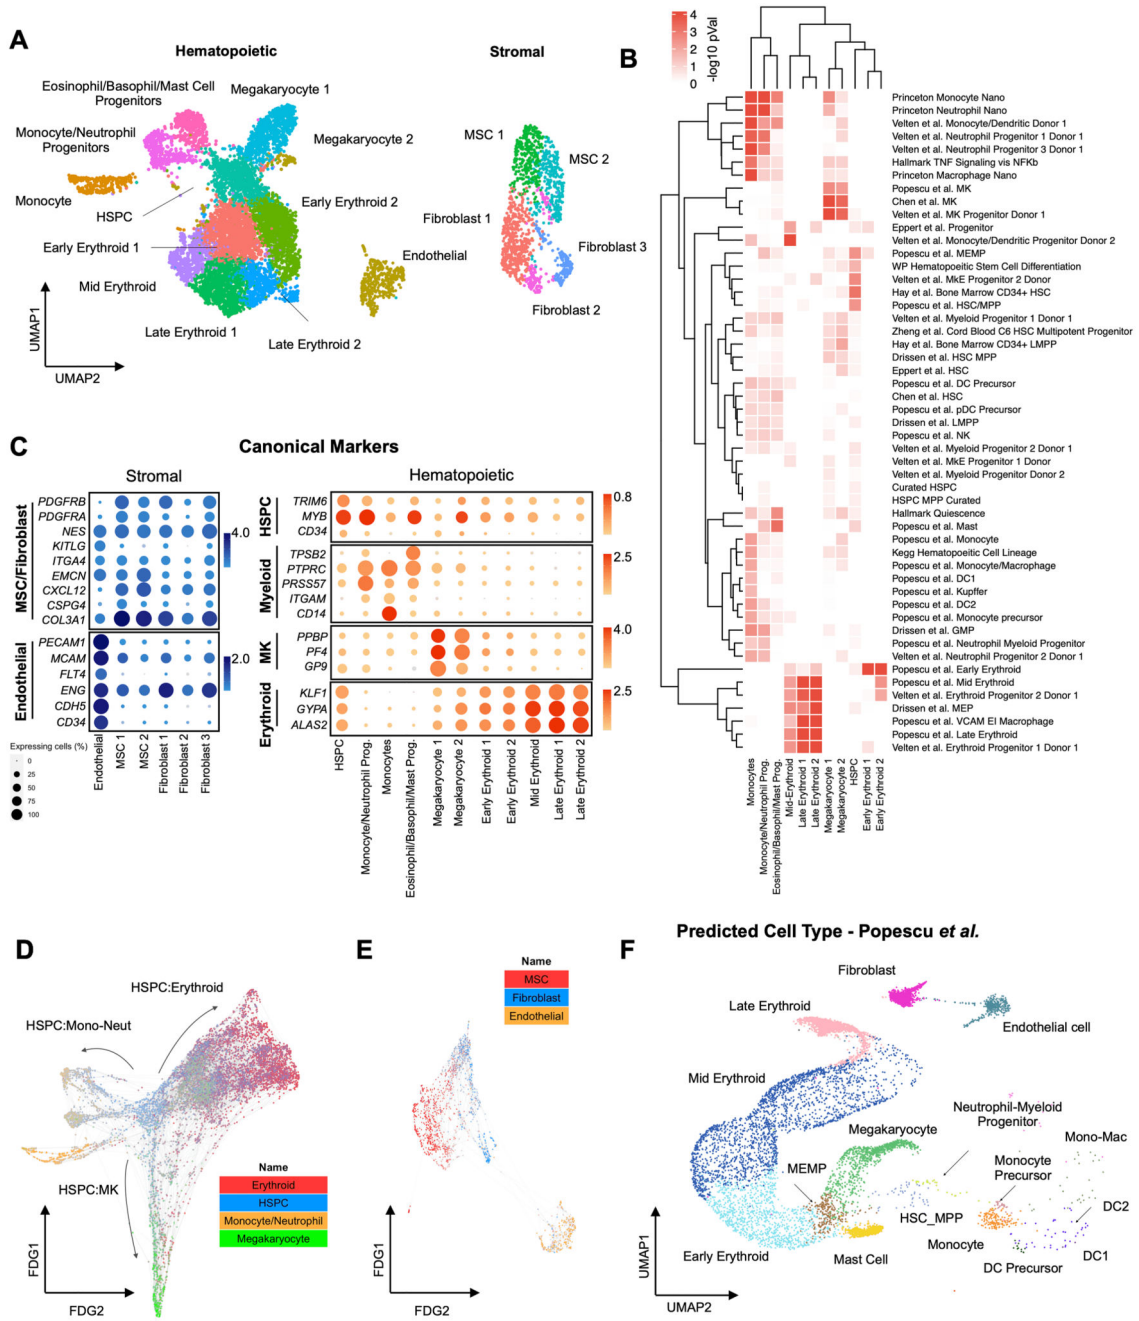 A
Hematopoietic
Stromal
Eosinophil/Basophil/Mast Cell
Progenitors
Megakaryocyte 1
Monocyte/Neutrophil
Progenitors
Megakaryocyte 2
Monocyte
HSPC
Early Erythroid 2
Early Erythroid 1
Mid Erythroid
Endothelial
Late Erythroid 1
Late Erythroid 2
UMAP1
UMAP2
MSC 1
MSC 2
Fibroblast 1
Fibroblast 3
Fibroblast 2
B
4
3
2
1
0
-log10 pVal
Princeton Monocyte Nano
Princeton Neutrophil Nano
Velten et al. Monocyte/Dendritic Donor 1
Velten et al. Neutrophil Progenitor 1 Donor 1
Velten et al. Neutrophil Progenitor 3 Donor 1
Hallmark TNF Signaling vis NFKb
Princeton Macrophage Nano
Popescu et al. MK
Chen et al. MK
Velten et al. MK Progenitor Donor 1
Eppert et al. Progenitor
Velten et al. Monocyte/Dendritic Progenitor Donor 2
Popescu et al. MEMP
WP Hematopoeitic Stem Cell Differentiation
Velten et al. MkE Progenitor 2 Donor
Hay et al. Bone Marrow CD34+ HSC
Popescu et al. HSC/MPP
Velten et al. Myeloid Progenitor 1 Donor 1
Zheng et al. Cord Blood C6 HSC Multipotent Progenitor
Hay et al. Bone Marrow CD34+ LMPP
Drissen et al. HSC MPP
Eppert et al. HSC
Popescu et al. DC Precursor
Chen et al. HSC
Popescu et al. pDC Precursor
Drissen et al. LMPP
Popescu et al. NK
Velten et al. Myeloid Progenitor 2 Donor 1
Velten et al. MkE Progenitor 1 Donor
Velten et al. Myeloid Progenitor Donor 2
Curated HSPC
HSPC MPP Curated
Hallmark Quiescence
Popescu et al. Mast
Popescu et al. Monocyte
Kegg Hematopoeitic Cell Lineage
Popescu et al. Monocyte/Macrophage
Popescu et al. DC1
Popescu et al. Kupffer
Popescu et al. DC2
Popescu et al. Monocyte precursor
Drissen et al. GMP
Popescu et al. Neutrophil Myeloid Progenitor
Velten et al. Neutrophil Progenitor 2 Donor 1
Popescu et al. Early Erythroid
Popescu et al. Mid Erythroid
Velten et al. Erythroid Progenitor 2 Donor 1
Drissen et al. MEP
Popescu et al. VCAM EI Macrophage
Popescu et al. Late Erythroid
Velten et al. Erythroid Progenitor 1 Donor 1
Monocytes
Monocyte/Neutrophil Prog.
Eosinophil/Basophil/Mast Prog.
Mid-Erythroid
Late Erythroid 1
Late Erythroid 2
Megakaryocyte 1
Megakaryocyte 2
HSPC
Early Erythroid 1
Early Erythroid 2
C
Canonical Markers
Stromal
Hematopoietic
MSC/Fibroblast
PDGFRB
PDGFRA
NES
KITLG
ITGA4
EMCN
CXCL12
CSPG4
COL3A1
4.0
Endothelial
PECAM1
MCAM
FLT4
ENG
CDH5
CD34
2.0
Expressing cells (%)
0
25
50
75
100
Endothelial
MSC 1
MSC 2
Fibroblast 1
Fibroblast 2
Fibroblast 3
HSPC
TRIM6
MYB
CD34
0.8
Myeloid
TPSB2
PTPRC
PRSS57
ITGAM
CD14
2.5
MK
PPBP
PF4
GP9
4.0
Erythroid
KLF1
GYPA
ALAS2
2.5
HSPC
Monocyte/Neutrophil Prog.
Monocytes
Eosinophil/Basophil/Mast Prog.
Megakaryocyte 1
Megakaryocyte 2
Early Erythroid 1
Early Erythroid 2
Mid Erythroid
Late Erythroid 1
Late Erythroid 2
D
HSPC:Erythroid
HSPC:Mono-Neut
HSPC:MK
Name
Erythroid
HSPC
Monocyte/Neutrophil
Megakaryocyte
FDG1
FDG2
E
Name
MSC
Fibroblast
Endothelial
FDG1
FDG2
Predicted Cell Type - Popescu et al.
F
Fibroblast
Late Erythroid
Endothelial cell
Mid Erythroid
Neutrophil-Myeloid
Progenitor
Megakaryocyte
Mono-Mac
MEMP
Monocyte
Precursor
HSC_MPP
DC2
Monocyte
Early Erythroid
Mast Cell
DC Precursor
DC1
UMAP1
UMAP2